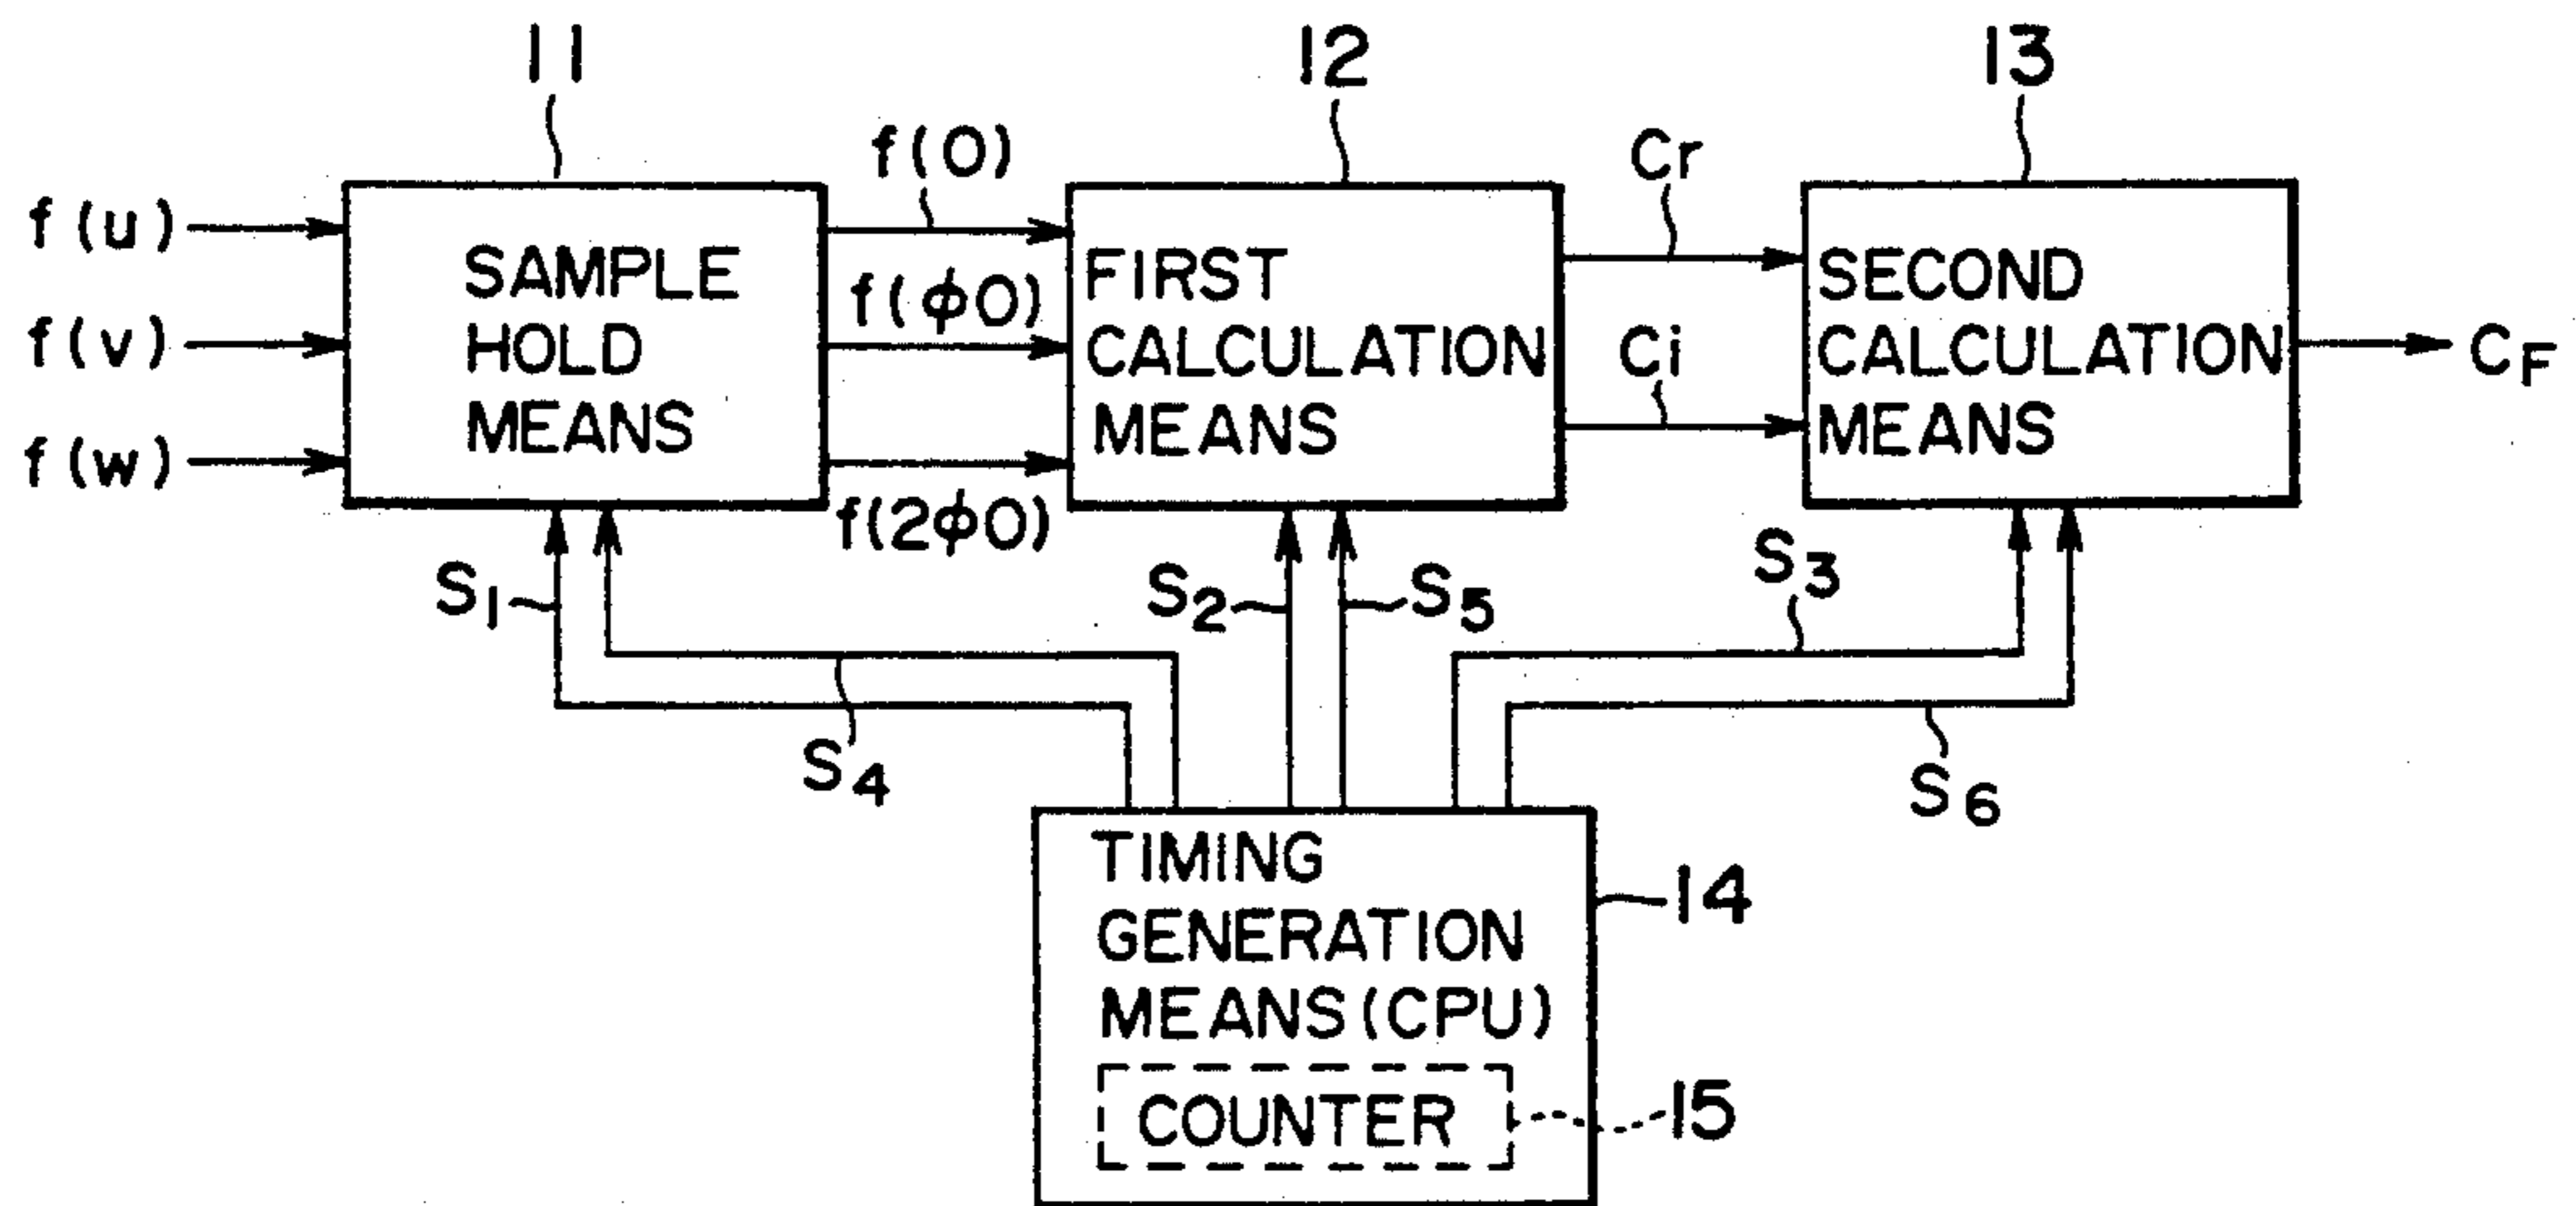 11
12
13
f(u)
f(v)
f(w)
SAMPLE
HOLD
MEANS
f(0)
f(ϕ0)
f(2ϕ0)
FIRST
CALCULATION
MEANS
Cr
Ci
SECOND
CALCULATION
MEANS
CF
S1
S4
S2
S5
S3
S6
TIMING
GENERATION
MEANS(CPU)
14
COUNTER
15